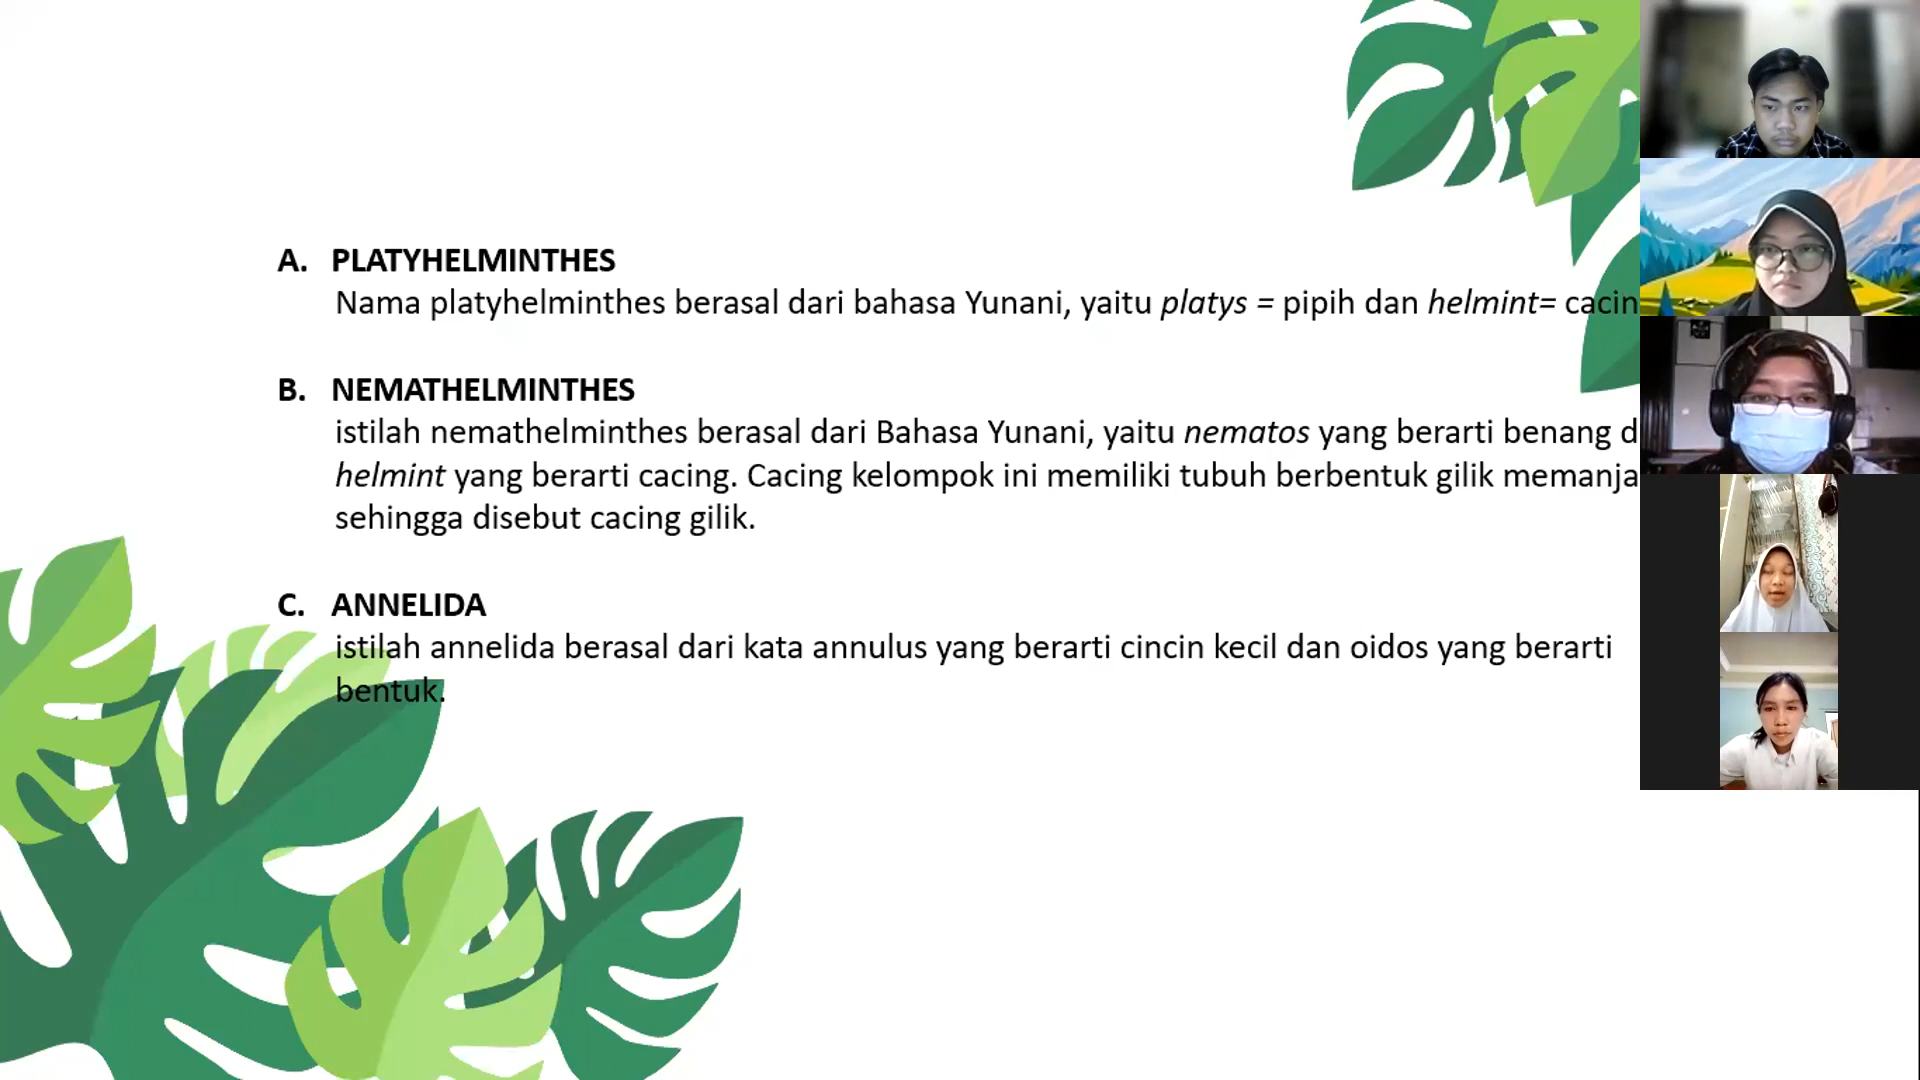 A. PLATYHELMINTHES
Nama platyhelminthes berasal dari bahasa Yunani, yaitu platys = pipih dan helmint= cacin
B. NEMATHELMINTHES
istilah nemathelminthes berasal dari Bahasa Yunani, yaitu nematos yang berarti benang d
helmint yang berarti cacing. Cacing kelompok ini memiliki tubuh berbentuk gilik memanja
sehingga disebut cacing gilik.
C. ANNELIDA
istilah annelida berasal dari kata annulus yang berarti cincin kecil dan oidos yang berarti
bentuk.